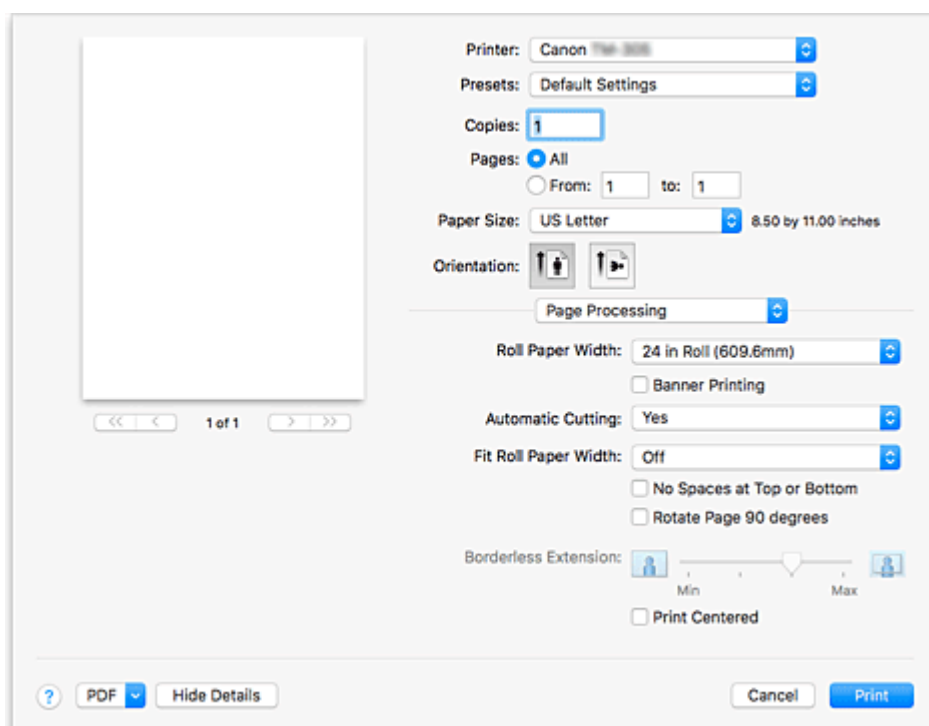 Printer: Canon
Presets: Default Settings
Copies: 1
Pages: All
From: 1 to: 1
Paper Size: US Letter 8.50 by 11.00 inches
Orientation:
Page Processing
Roll Paper Width: 24 in Roll (609.6mm)
Banner Printing
<< < 1 of 1 > >>
Automatic Cutting: Yes
Fit Roll Paper Width: Off
No Spaces at Top or Bottom
Rotate Page 90 degrees
Borderless Extension:
Min Max
Print Centered
? PDF Hide Details Cancel Print